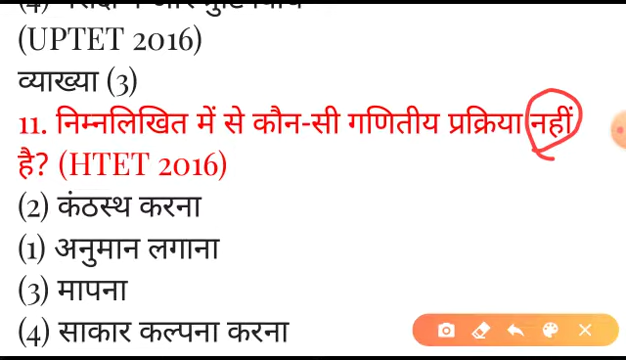 (UPTET 2016)
व्याख्या (3)
11. निम्नलिखित में से कौन-सी गणितीय प्रक्रिया नहीं
है? (HTET 2016)
(2) कंठस्थ करना
(1) अनुमान लगाना
(3) मापना
(4) साकार कल्पना करना